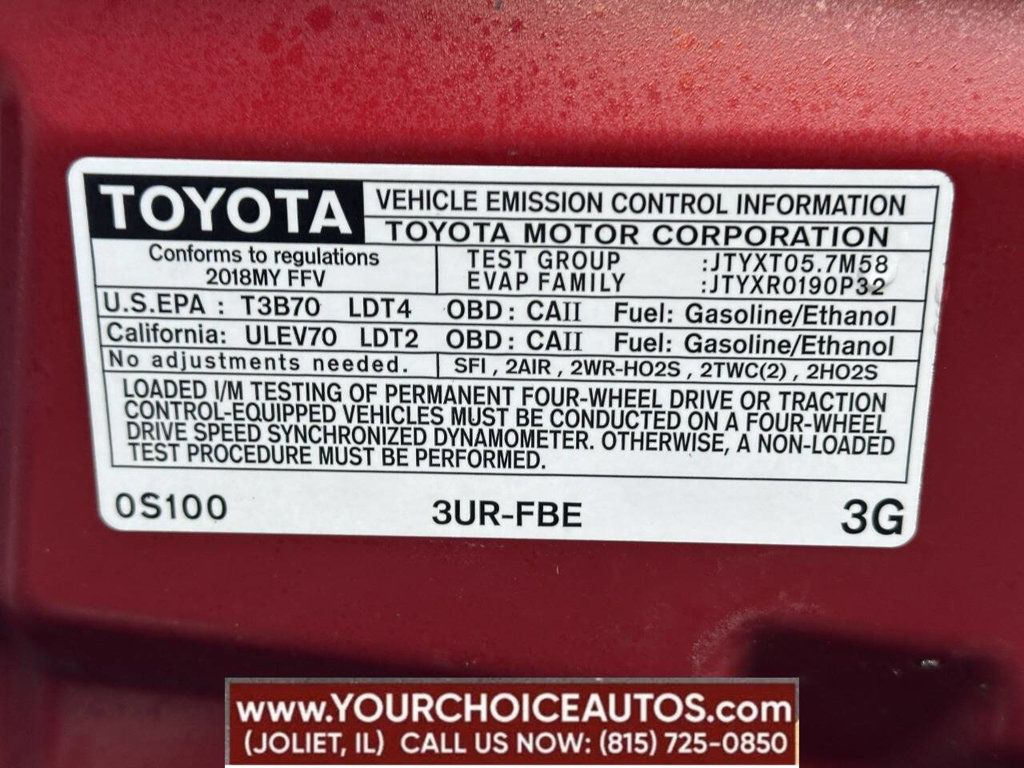 TOYOTA
VEHICLE EMISSION CONTROL INFORMATION
TOYOTA MOTOR CORPORATION
Conforms to regulations
2018MY FFV
TEST GROUP :JTYXT05.7M58
EVAP FAMILY :JTYXR0190P32
U.S.EPA : T3B70 LDT4 OBD: CAII Fuel: Gasoline/Ethanol
California: ULEV70 LDT2 OBD: CAII Fuel: Gasoline/Ethanol
No adjustments needed. SFI , 2AIR , 2WR-HO2S , 2TWC(2) , 2HO2S
LOADED I/M TESTING OF PERMANENT FOUR-WHEEL DRIVE OR TRACTION
CONTROL-EQUIPPED VEHICLES MUST BE CONDUCTED ON A FOUR-WHEEL
DRIVE SPEED SYNCHRONIZED DYNAMOMETER. OTHERWISE, A NON-LOADED
TEST PROCEDURE MUST BE PERFORMED.
0S100 3UR-FBE 3G
www.YOURCHOICEAUTOS.com
(JOLIET, IL) CALL US NOW: (815) 725-0850